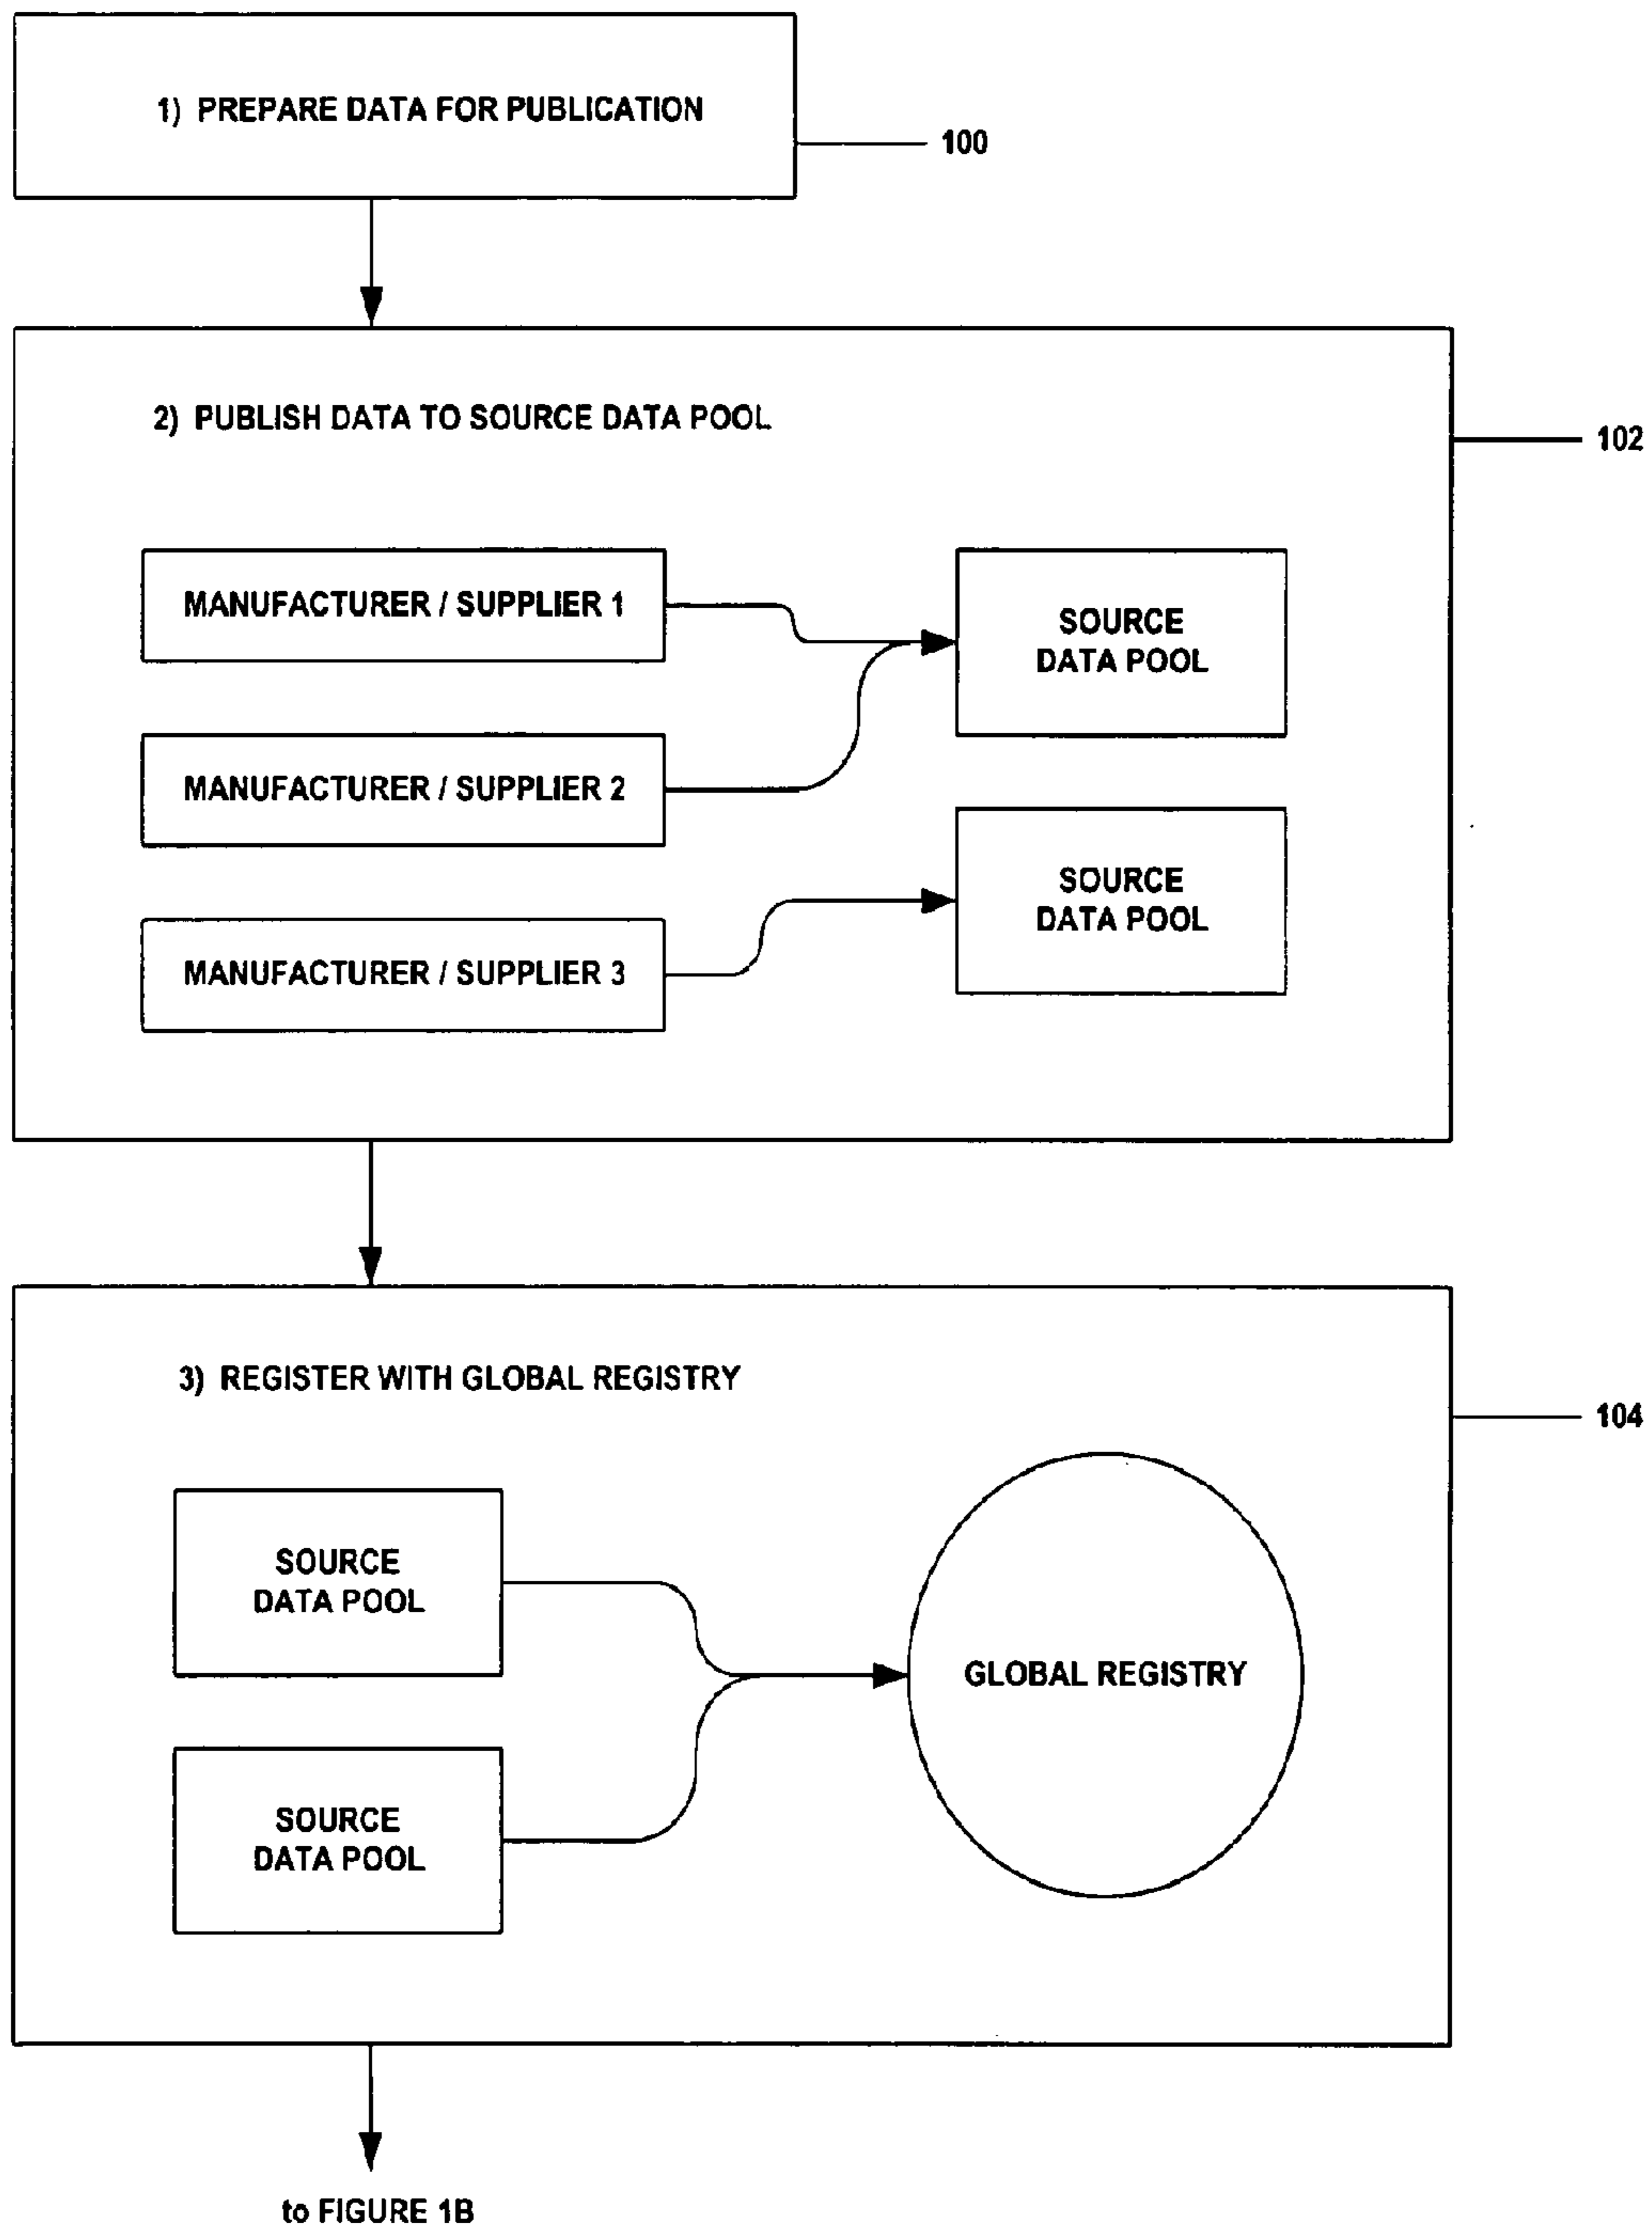 1) PREPARE DATA FOR PUBLICATION
100
2) PUBLISH DATA TO SOURCE DATA POOL
102
MANUFACTURER / SUPPLIER 1
SOURCE
DATA POOL
MANUFACTURER / SUPPLIER 2
SOURCE
DATA POOL
MANUFACTURER / SUPPLIER 3
3) REGISTER WITH GLOBAL REGISTRY
104
SOURCE
DATA POOL
GLOBAL REGISTRY
SOURCE
DATA POOL
to FIGURE 1B